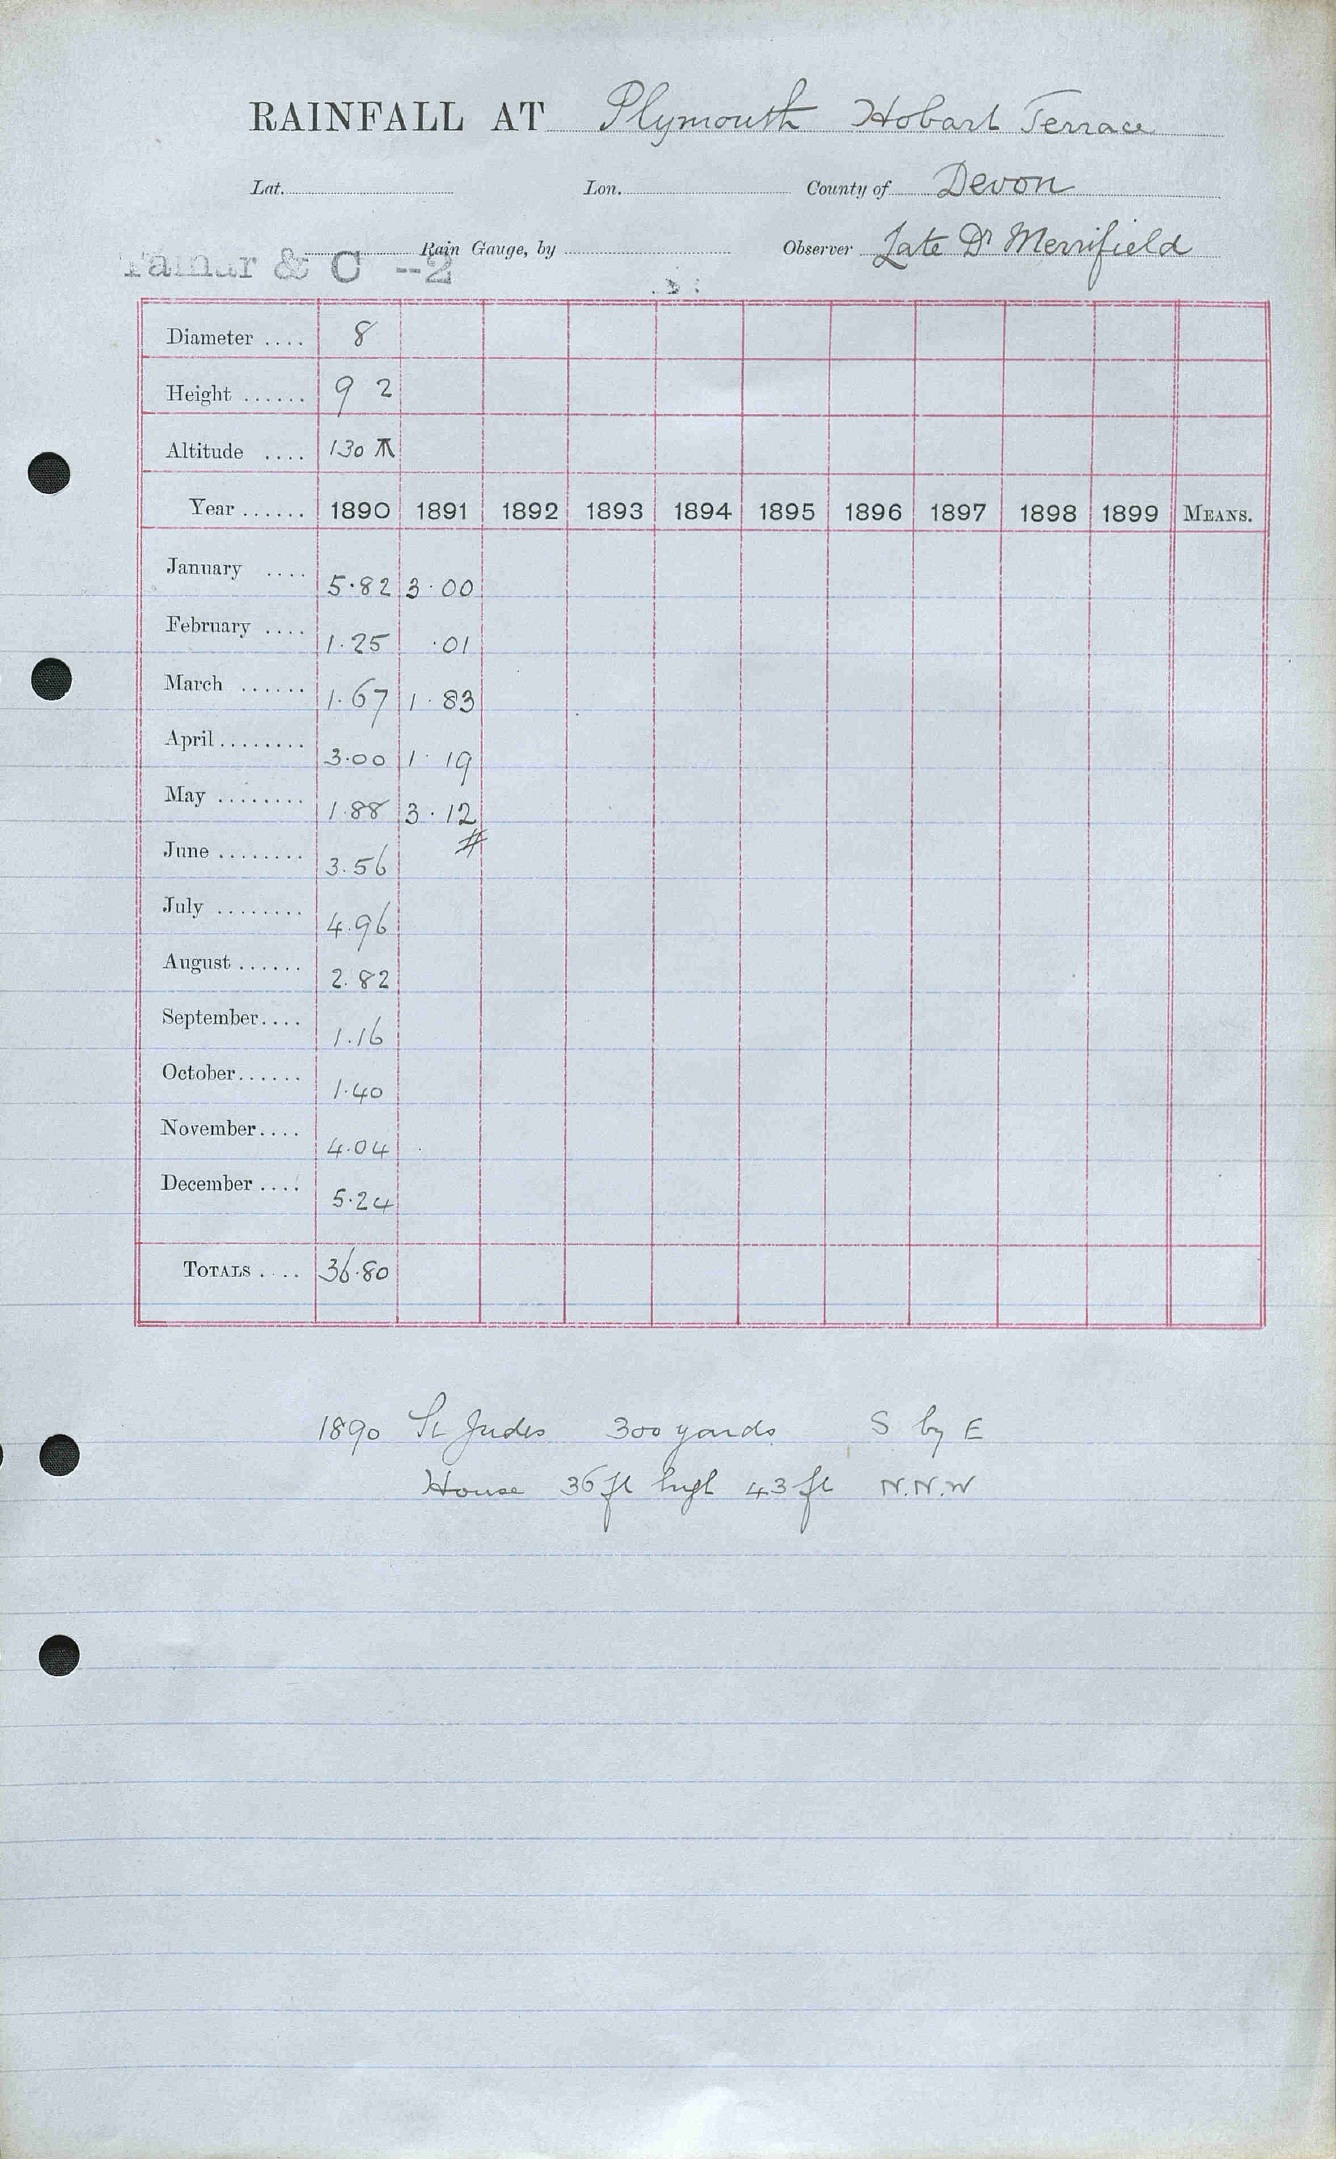 RAINFALL AT Plymouth Hobart Terrace
Lat. Lon. County of Devon
Rain Gauge, by Observer Late Dr Merrifield
Tamar & C --2
Diameter .... 8
Height ...... 9 2
Altitude .... 130
Year ...... 1890 1891 1892 1893 1894 1895 1896 1897 1898 1899 MEANS.
January .... 5.82 3.00
February .... 1.25 .01
March ...... 1.67 1.83
April ........ 3.00 1.19
May ........ 1.88 3.12
June ........ 3.56 #
July ........ 4.96
August ...... 2.82
September.... 1.16
October...... 1.40
November.... 4.04
December .... 5.24
TOTALS .... 36.80
1890 St Judes 300 yards S by E
House 36 ft high 43 ft N.N.W